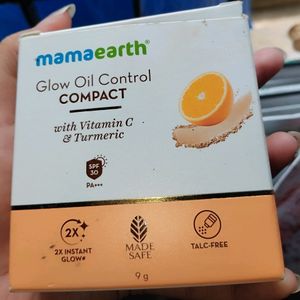 mamaearth
Glow Oil Control
COMPACT
with Vitamin C
& Turmeric
SPF
30
PA+++
2X
2X INSTANT
GLOW#
MADE
SAFE
TALC-FREE
9 g